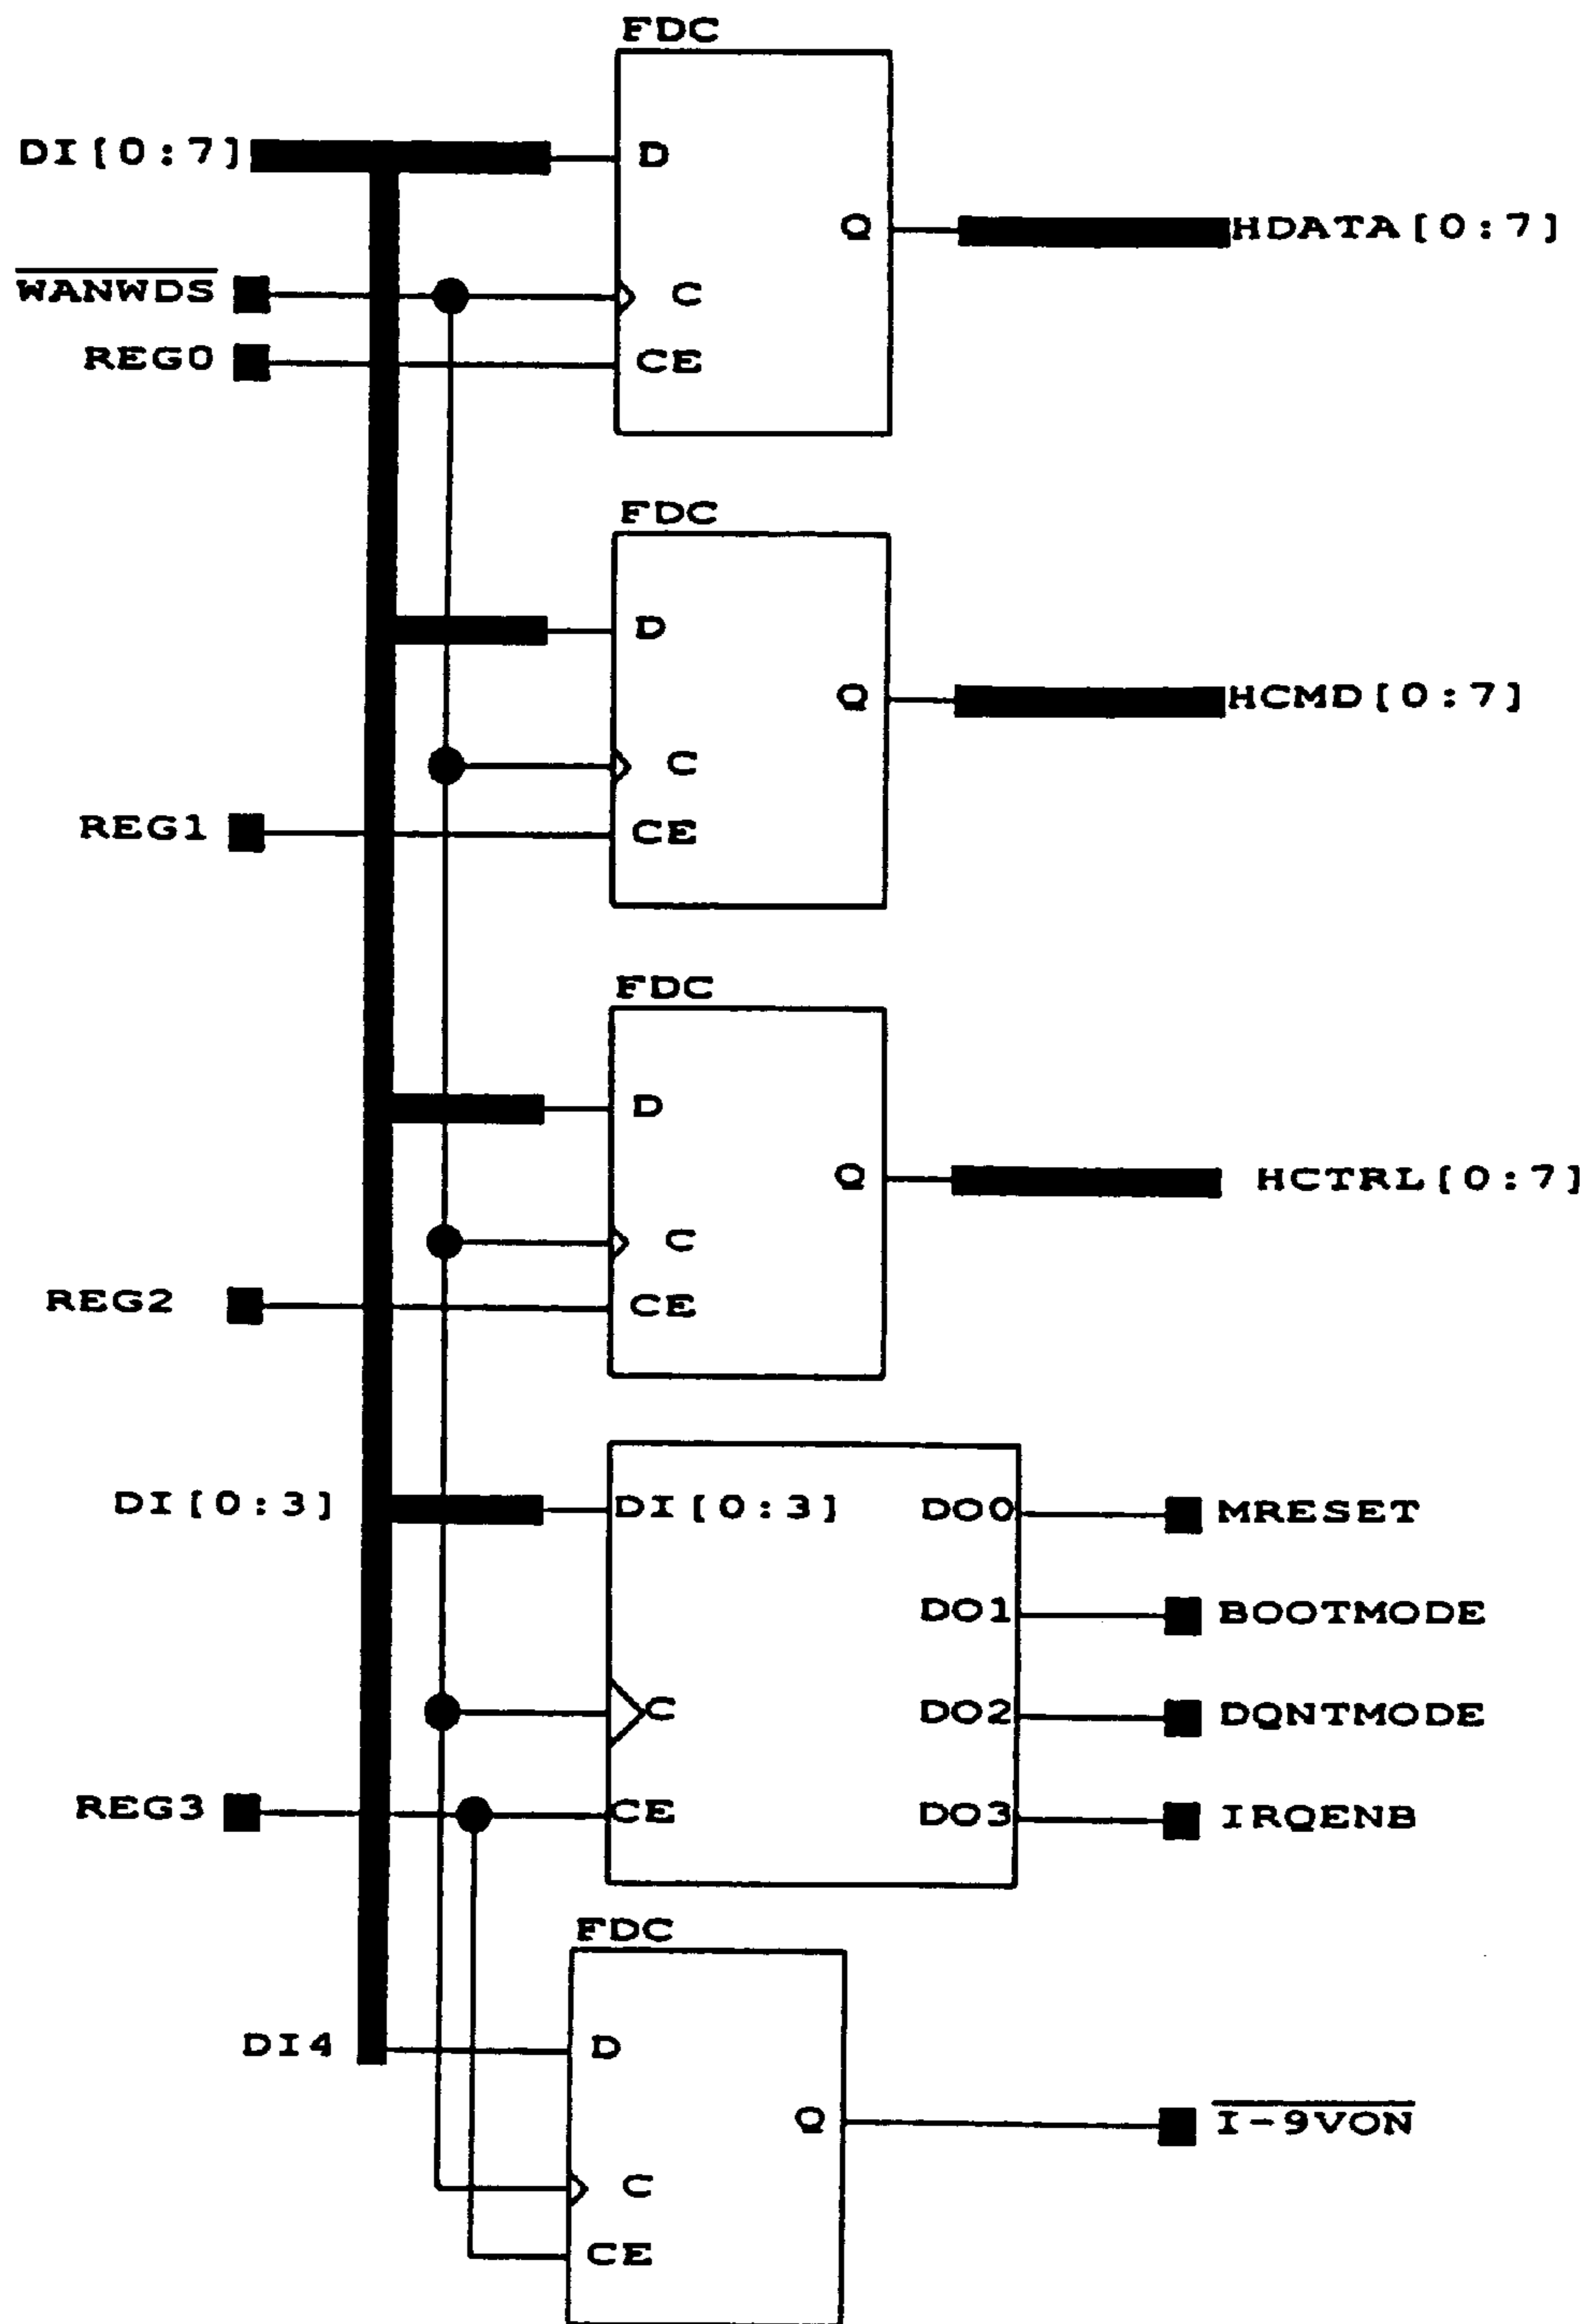 FDC
DI[0:7]
D
Q
HDATA[0:7]
WANWDS
C
REG0
CE
FDC
D
Q
HCMD[0:7]
C
REG1
CE
FDC
D
Q
HCTRL[0:7]
C
REG2
CE
DI[0:3]
DI[0:3]
DO0
MRESET
DO1
BOOTMODE
C
DO2
DQNTMODE
REG3
CE
DO3
IRQENB
FDC
DI4
D
Q
I-9VON
C
CE